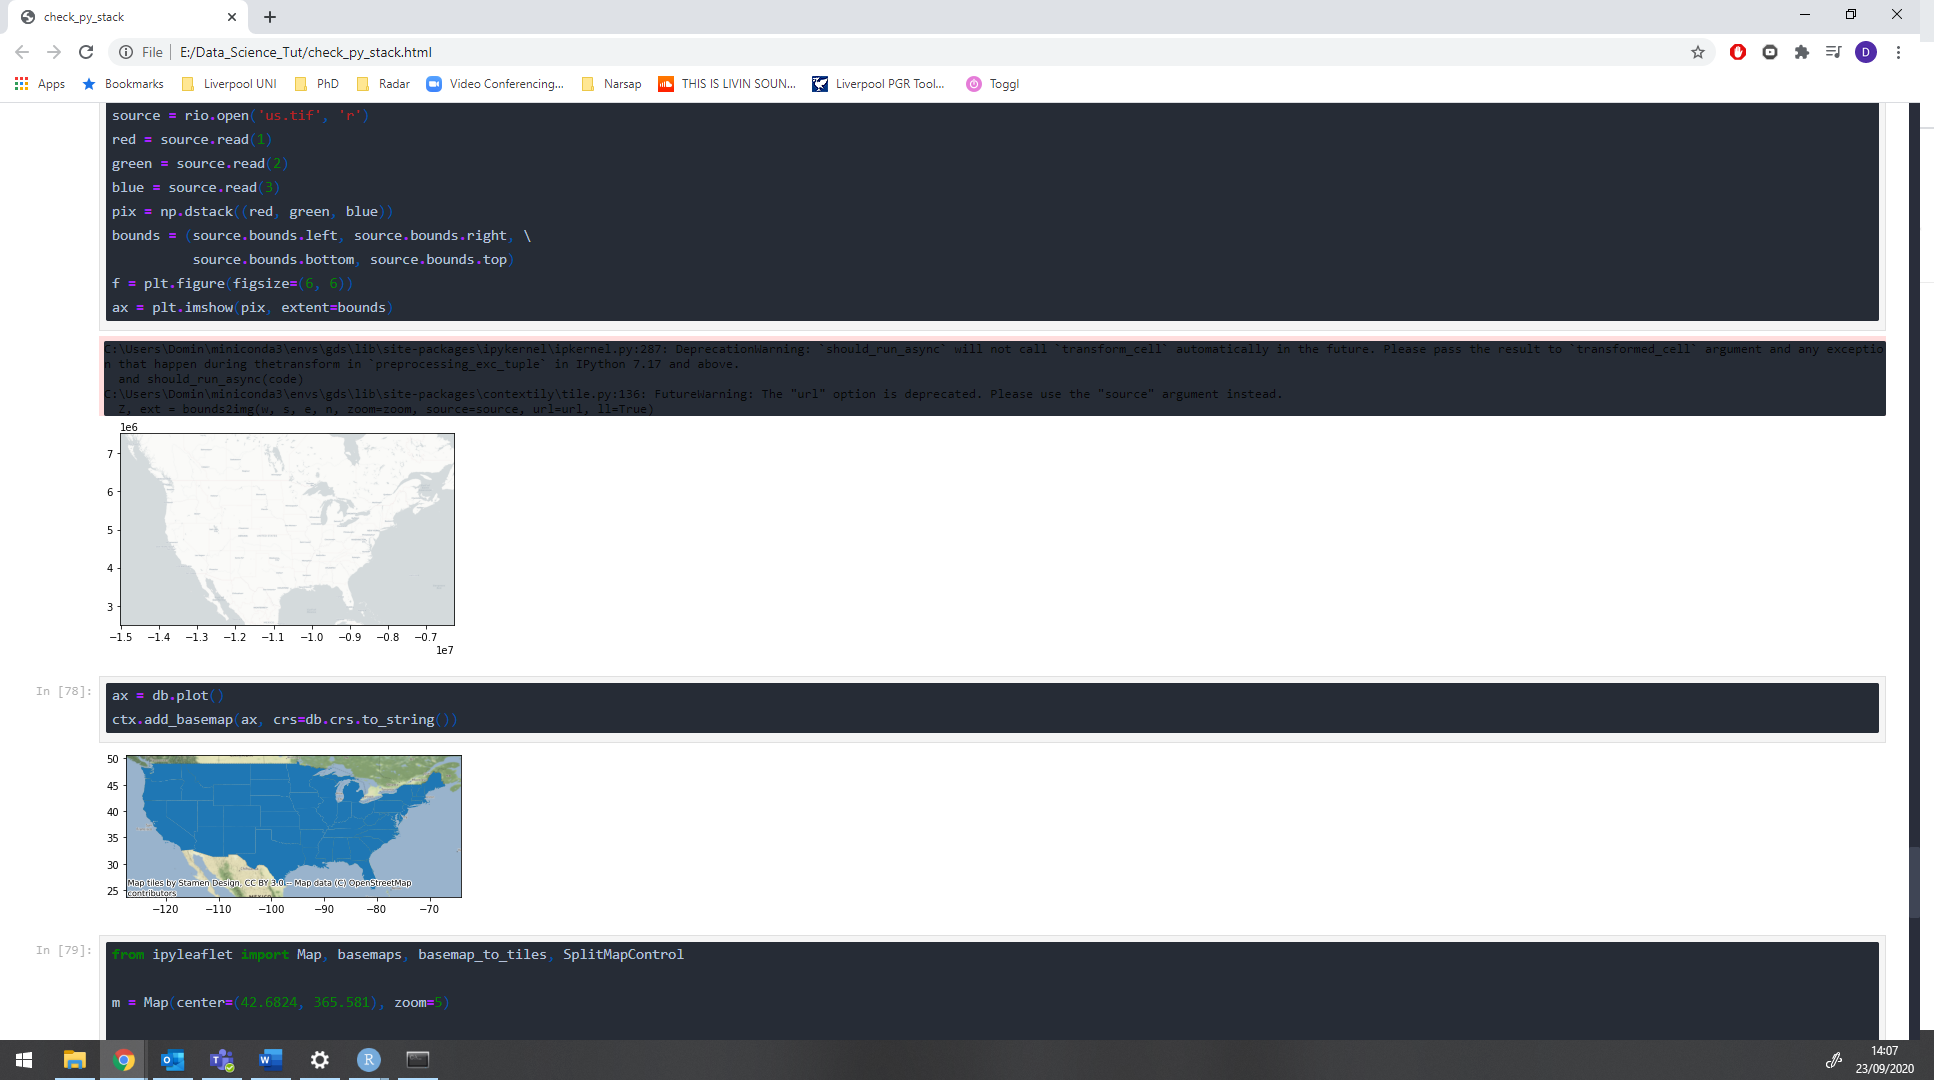 check_py_stack
File
E:/Data_Science_Tut/check_py_stack.html
D
Apps
Bookmarks
Liverpool UNI
PhD
Radar
Video Conferencing...
Narsap
THIS IS LIVIN SOUN...
Liverpool PGR Tool...
Toggl
source = rio.open('us.tif', 'r')
red = source.read(1)
green = source.read(2)
blue = source.read(3)
pix = np.dstack((red, green, blue))
bounds = (source.bounds.left, source.bounds.right, \
source.bounds.bottom, source.bounds.top)
f = plt.figure(figsize=(6, 6))
ax = plt.imshow(pix, extent=bounds)
C:\Users\Domin\miniconda3\envs\gds\lib\site-packages\ipykernel\ipkernel.py:287: DeprecationWarning: `should_run_async` will not call `transform_cell` automatically in the future. Please pass the result to `transformed_cell` argument and any exceptio
n that happen during thetransform in `preprocessing_exc_tuple` in IPython 7.17 and above.
and should_run_async(code)
C:\Users\Domin\miniconda3\envs\gds\lib\site-packages\contextily\tile.py:136: FutureWarning: The "url" option is deprecated. Please use the "source" argument instead.
Z, ext = bounds2img(w, s, e, n, zoom=zoom, source=source, url=url, ll=True)
1e6
7
6
5
4
3
−1.5 −1.4 −1.3 −1.2 −1.1 −1.0 −0.9 −0.8 −0.7
1e7
In [78]:
ax = db.plot()
ctx.add_basemap(ax, crs=db.crs.to_string())
50
45
40
35
30
25
Map tiles by Stamen Design, CC BY 3.0 -- Map data (C) OpenStreetMap
contributors
−120 −110 −100 −90 −80 −70
In [79]:
from ipyleaflet import Map, basemaps, basemap_to_tiles, SplitMapControl
m = Map(center=(42.6824, 365.581), zoom=5)
14:07
23/09/2020